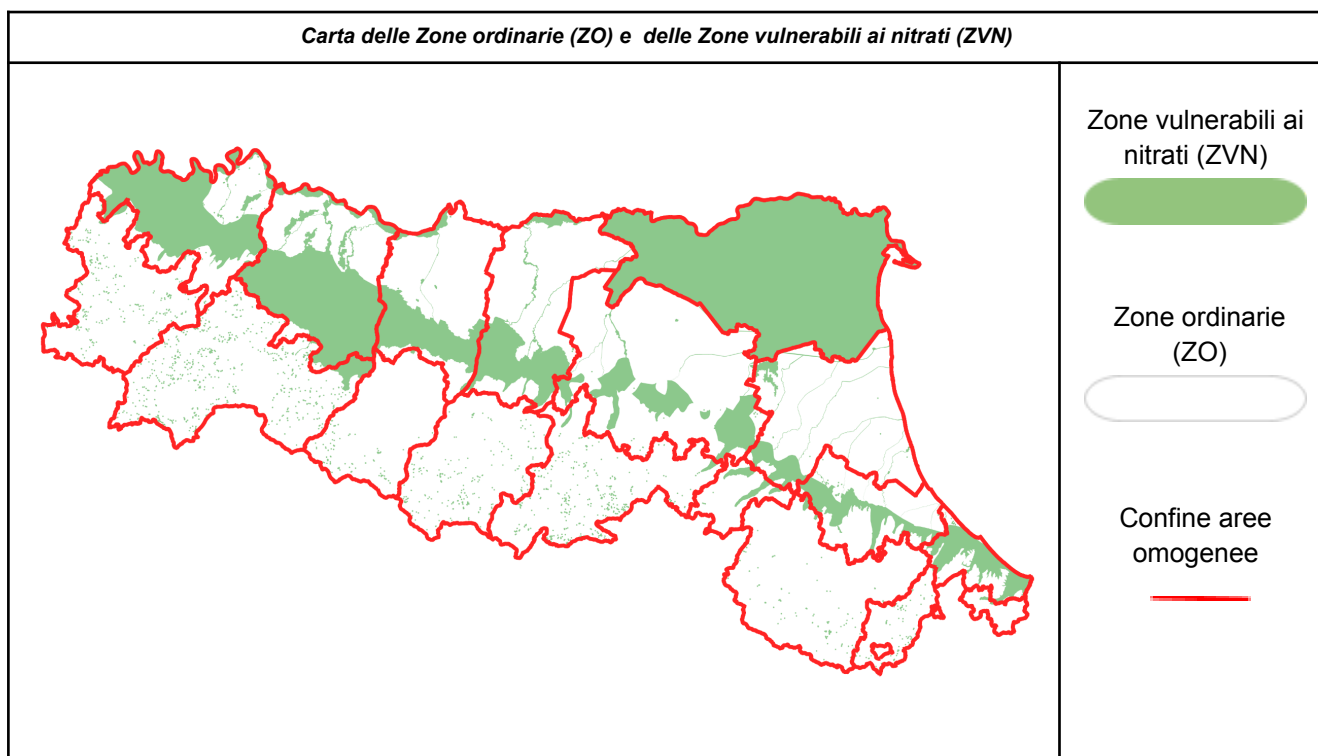 Carta delle Zone ordinarie (ZO) e delle Zone vulnerabili ai nitrati (ZVN)
Zone vulnerabili ai
nitrati (ZVN)
Zone ordinarie
(ZO)
Confine aree
omogenee